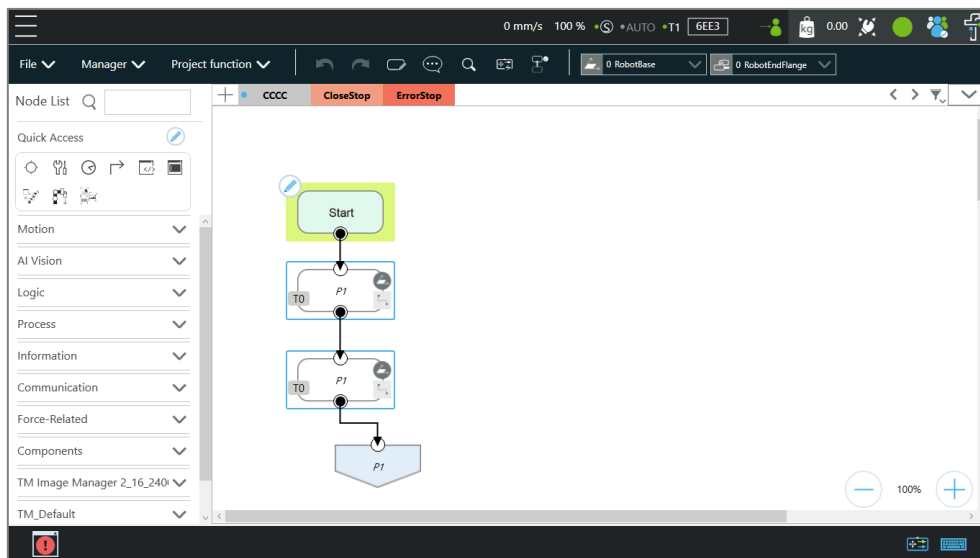 0 mm/s 100 % S AUTO T1 6EE3 kg 0.00
File Manager Project function 0 RobotBase 0 RobotEndFlange
Node List
CCCC CloseStop ErrorStop
Quick Access
Motion
AI Vision
Logic
Process
Information
Communication
Force-Related
Components
TM Image Manager 2_16_240
TM_Default
Start
P1
T0
P1
T0
P1
100%